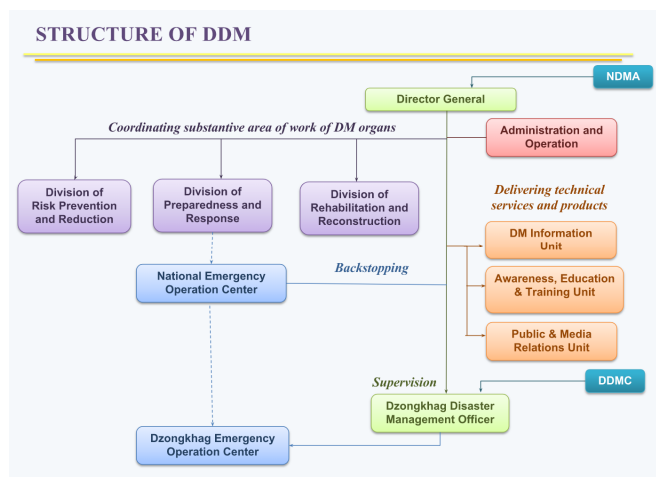 STRUCTURE OF DDM
NDMA
Director General
Coordinating substantive area of work of DM organs
Administration and
Operation
Division of
Risk Prevention
and Reduction
Division of
Preparedness and
Response
Division of
Rehabilitation and
Reconstruction
Delivering technical
services and products
DM Information
Unit
National Emergency
Operation Center
Backstopping
Awareness, Education
& Training Unit
Public & Media
Relations Unit
Supervision
DDMC
Dzongkhag Disaster
Management Officer
Dzongkhag Emergency
Operation Center